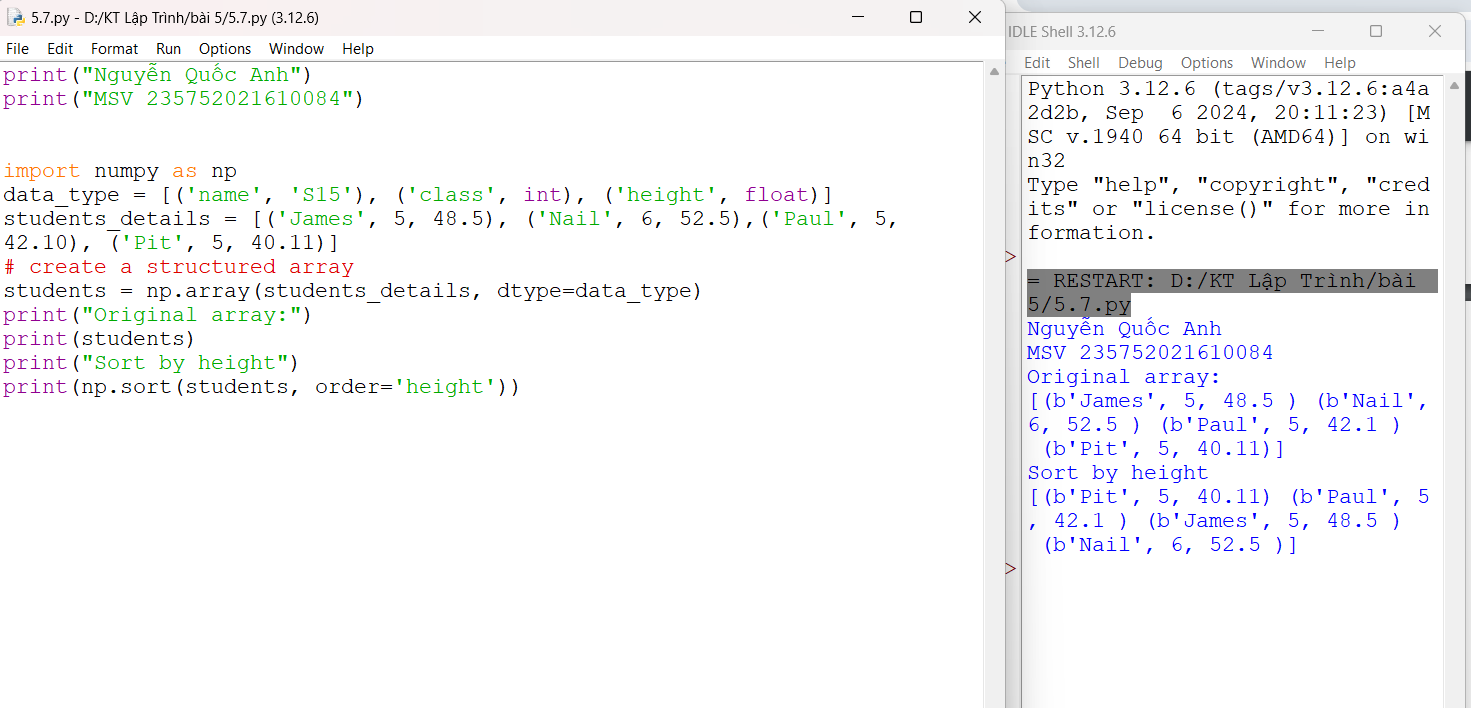 5.7.py - D:/KT Lập Trình/bài 5/5.7.py (3.12.6)
File Edit Format Run Options Window Help
print("Nguyễn Quốc Anh")
print("MSV 235752021610084")
import numpy as np
data_type = [('name', 'S15'), ('class', int), ('height', float)]
students_details = [('James', 5, 48.5), ('Nail', 6, 52.5),('Paul', 5,
42.10), ('Pit', 5, 40.11)]
# create a structured array
students = np.array(students_details, dtype=data_type)
print("Original array:")
print(students)
print("Sort by height")
print(np.sort(students, order='height'))
IDLE Shell 3.12.6
Edit Shell Debug Options Window Help
Python 3.12.6 (tags/v3.12.6:a4a
2d2b, Sep  6 2024, 20:11:23) [M
SC v.1940 64 bit (AMD64)] on wi
n32
Type "help", "copyright", "cred
its" or "license()" for more in
formation.
>
= RESTART: D:/KT Lập Trình/bài
5/5.7.py
Nguyễn Quốc Anh
MSV 235752021610084
Original array:
[(b'James', 5, 48.5 ) (b'Nail',
6, 52.5 ) (b'Paul', 5, 42.1 )
 (b'Pit', 5, 40.11)]
Sort by height
[(b'Pit', 5, 40.11) (b'Paul', 5
, 42.1 ) (b'James', 5, 48.5 )
 (b'Nail', 6, 52.5 )]
>